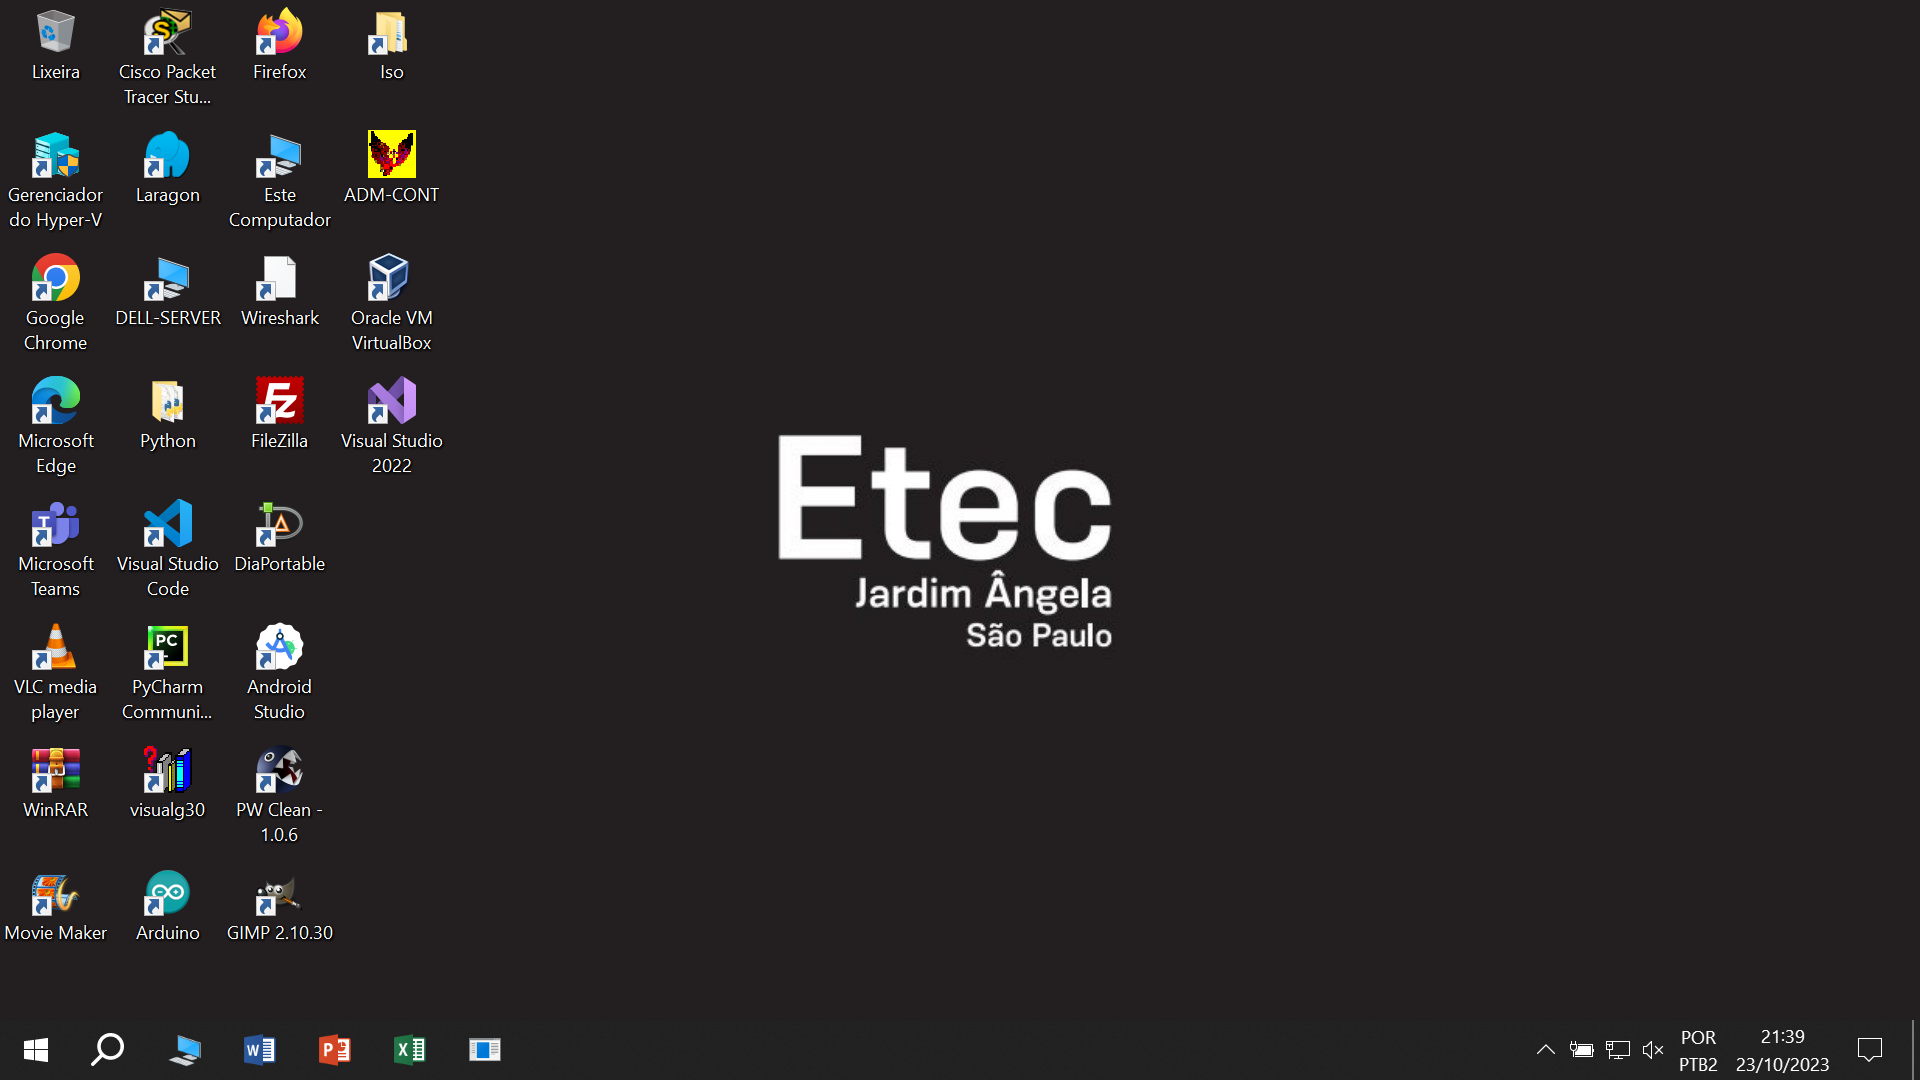 Lixeira
Cisco Packet
Tracer Stu...
Firefox
Iso
Gerenciador
do Hyper-V
Laragon
Este
Computador
ADM-CONT
Google
Chrome
DELL-SERVER
Wireshark
Oracle VM
VirtualBox
Microsoft
Edge
Python
FileZilla
Visual Studio
2022
Microsoft
Teams
Visual Studio
Code
DiaPortable
VLC media
player
PyCharm
Communi...
Android
Studio
WinRAR
visualg30
PW Clean -
1.0.6
Movie Maker
Arduino
GIMP 2.10.30
Etec
Jardim Ângela
São Paulo
POR
PTB2
21:39
23/10/2023